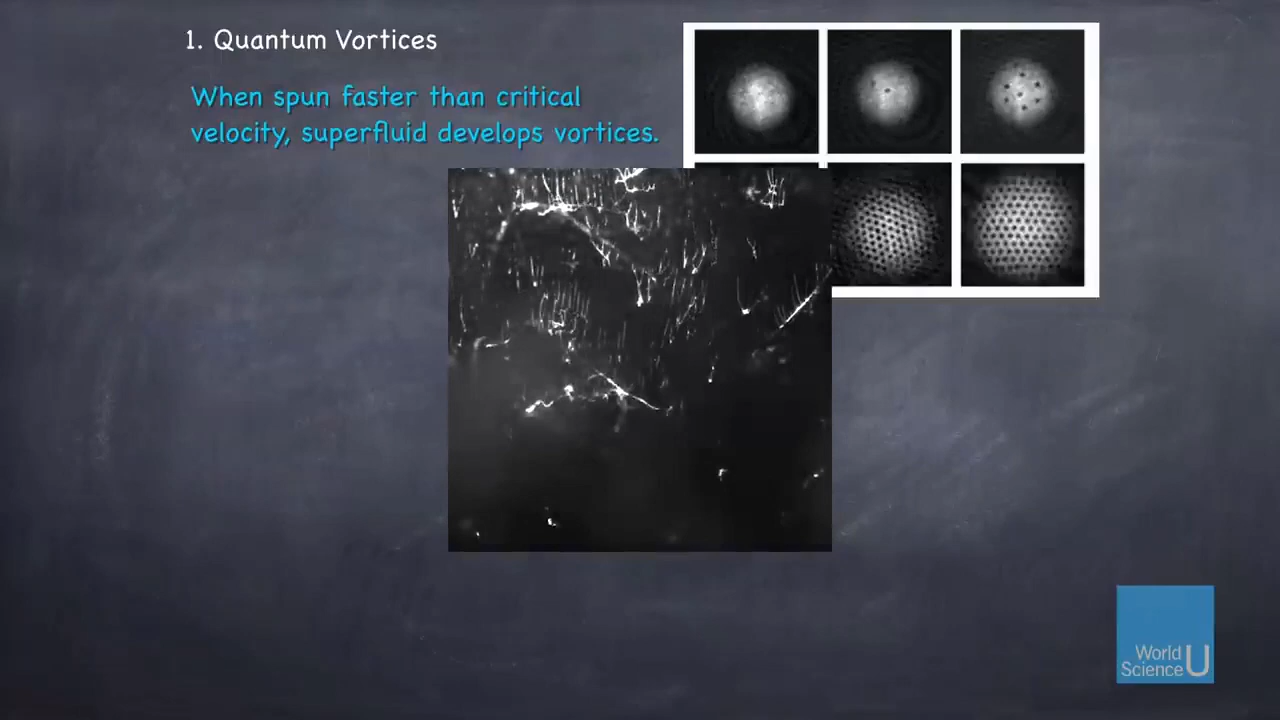 1. Quantum Vortices
When spun faster than critical
velocity, superfluid develops vortices.
World
Science U